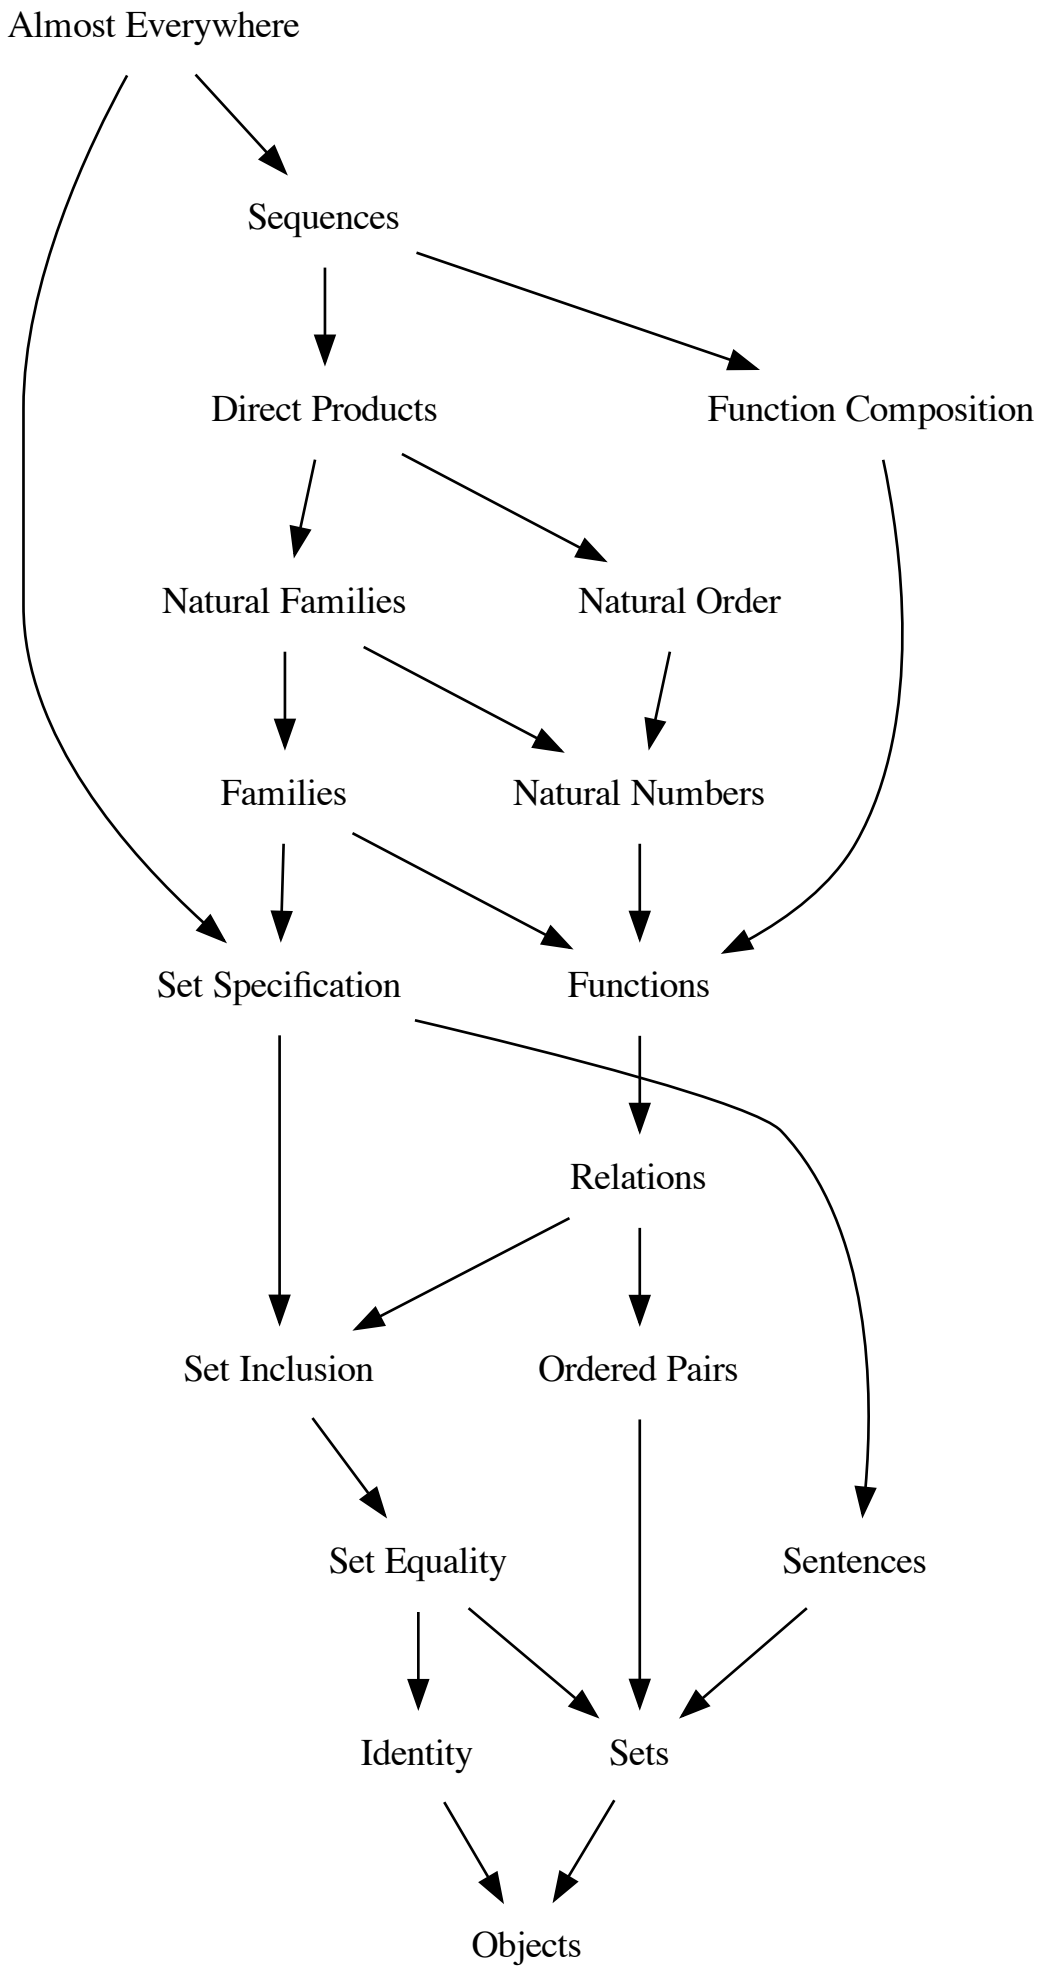 Almost Everywhere
Sequences
Direct Products
Function Composition
Natural Families
Natural Order
Families
Natural Numbers
Set Specification
Functions
Relations
Set Inclusion
Ordered Pairs
Set Equality
Sentences
Identity
Sets
Objects